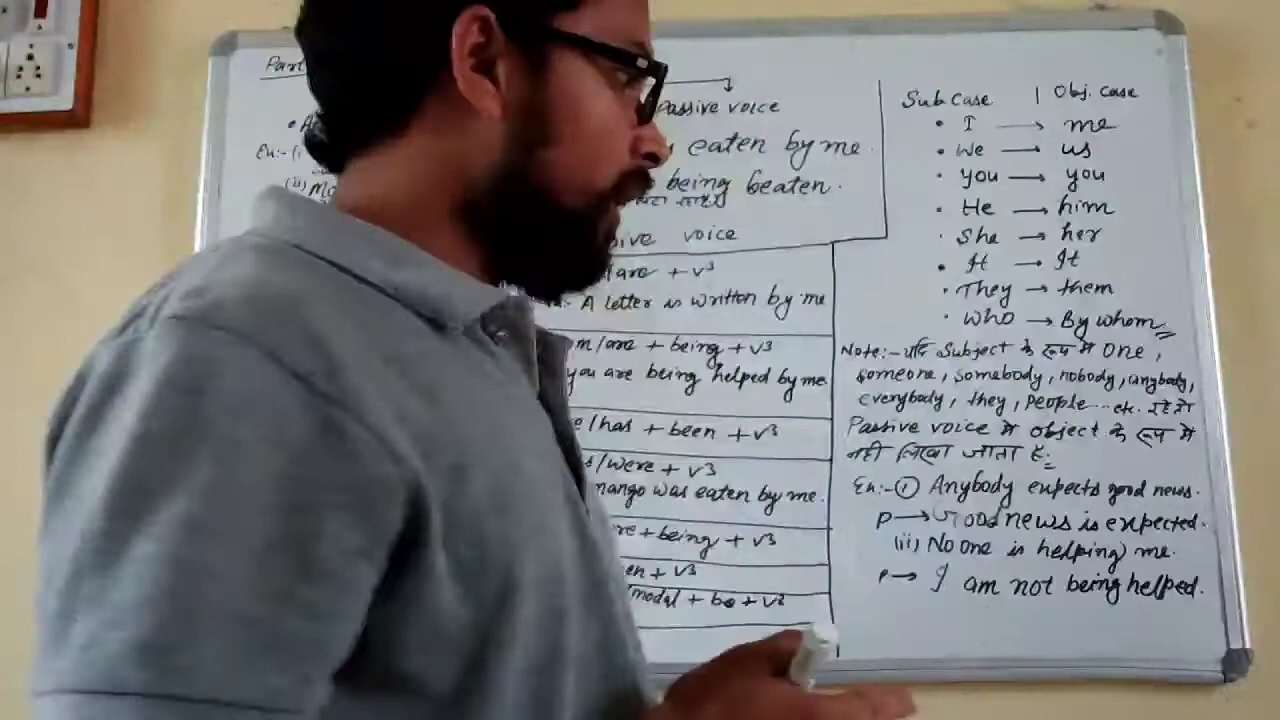 Part
Passive voice
eaten by me.
being beaten.
voice
/are + v³
A letter is written by me
m/are + being + v³
you are being helped by me
/has + been + v³
/were + v³
mango was eaten by me.
+ being + v³
en + v³
modal + be + v³
Sub Case | Obj. Case
• I → me
• We → us
• you → you
• He → him
• She → her
• It → It
• They → them
• who → By whom
Note:- यदि Subject के रूप में one,
someone, somebody, nobody, anybody,
everybody, they, people... etc. रहे तो
Passive voice में object के रूप में
नहीं लिखा जाता है।
Ex:- (i) Anybody expects good news.
P → Good news is expected.
(ii) No one is helping me.
P → I am not being helped.